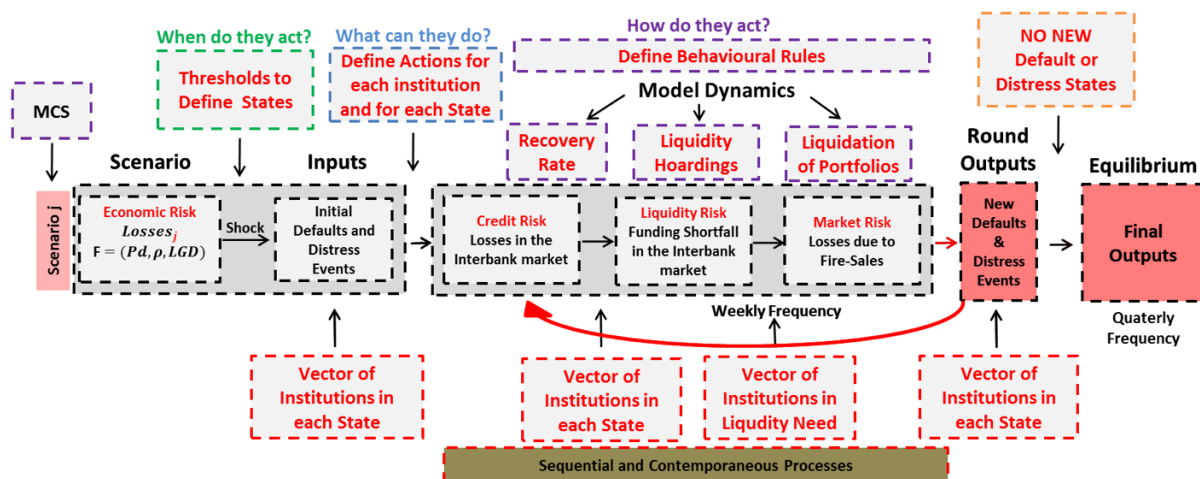 When do they act?
What can they do?
How do they act?
MCS
Thresholds to
Define States
Define Actions for
each institution
and for each State
Define Behavioural Rules
NO NEW
Default or
Distress States
Model Dynamics
Recovery
Rate
Liquidity
Hoardings
Liquidation
of Portfolios
Scenario
Inputs
Round
Outputs
Equilibrium
Scenario j
Economic Risk
Losses_j
F = (Pd, ρ, LGD)
Shock
Initial
Defaults and
Distress
Events
Credit Risk
Losses in the
Interbank market
Liquidity Risk
Funding Shortfall
in the Interbank
market
Market Risk
Losses due to
Fire-Sales
New
Defaults
&
Distress
Events
Final
Outputs
Weekly Frequency
Quaterly
Frequency
Vector of
Institutions in
each State
Vector of
Institutions in
each State
Vector of
Institutions in
Liqudity Need
Vector of
Institutions in
each State
Sequential and Contemporaneous Processes